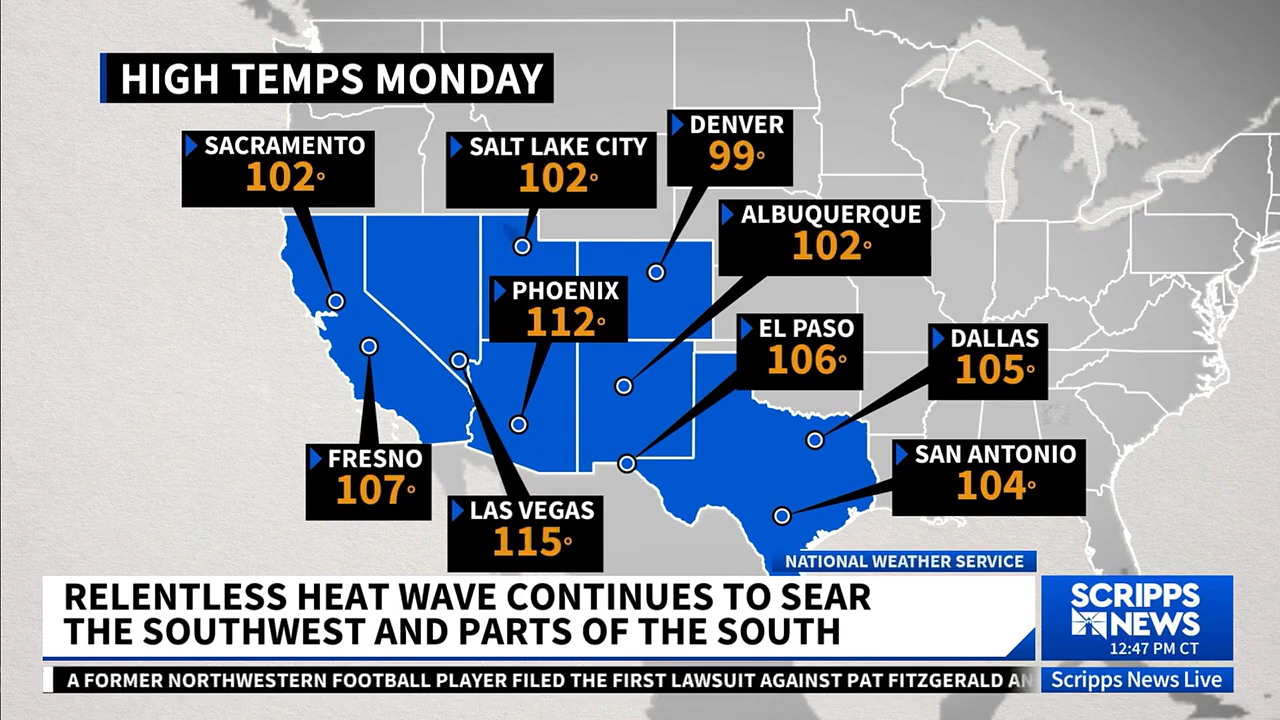 HIGH TEMPS MONDAY
SACRAMENTO
102°
SALT LAKE CITY
102°
DENVER
99°
ALBUQUERQUE
102°
PHOENIX
112°
EL PASO
106°
DALLAS
105°
FRESNO
107°
LAS VEGAS
115°
SAN ANTONIO
104°
NATIONAL WEATHER SERVICE
RELENTLESS HEAT WAVE CONTINUES TO SEAR
THE SOUTHWEST AND PARTS OF THE SOUTH
SCRIPPS
NEWS
12:47 PM CT
A FORMER NORTHWESTERN FOOTBALL PLAYER FILED THE FIRST LAWSUIT AGAINST PAT FITZGERALD AN
Scripps News Live